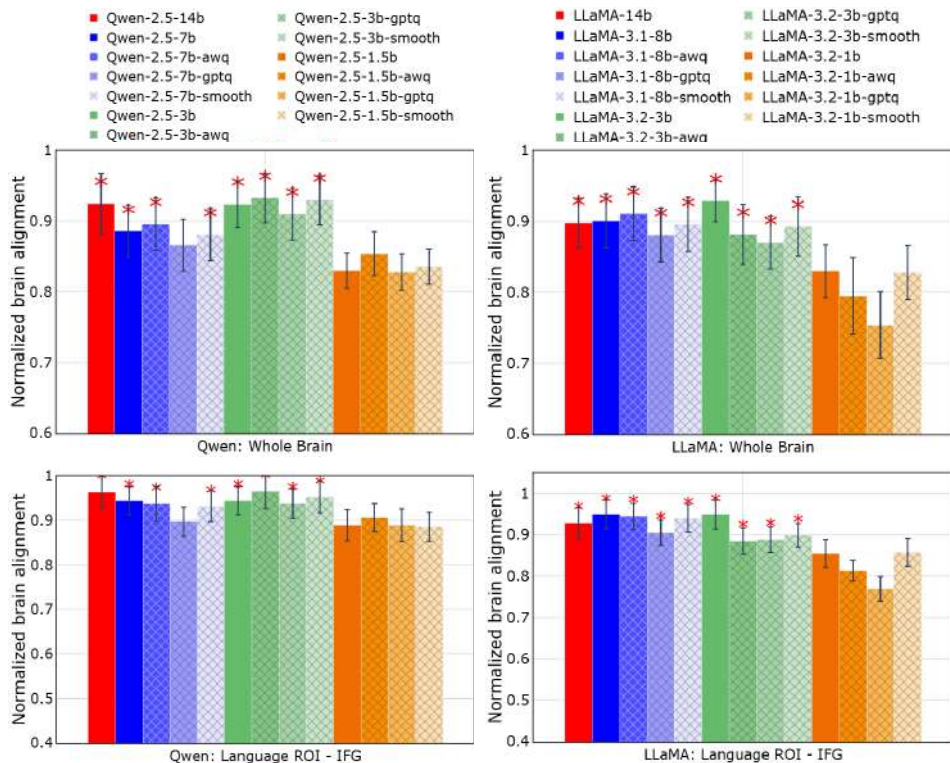 Qwen-2.5-14b
Qwen-2.5-7b
Qwen-2.5-7b-awq
Qwen-2.5-7b-gptq
Qwen-2.5-7b-smooth
Qwen-2.5-3b
Qwen-2.5-3b-awq
Qwen-2.5-3b-gptq
Qwen-2.5-3b-smooth
Qwen-2.5-1.5b
Qwen-2.5-1.5b-awq
Qwen-2.5-1.5b-gptq
Qwen-2.5-1.5b-smooth
LLaMA-14b
LLaMA-3.1-8b
LLaMA-3.1-8b-awq
LLaMA-3.1-8b-gptq
LLaMA-3.1-8b-smooth
LLaMA-3.2-3b
LLaMA-3.2-3b-awq
LLaMA-3.2-3b-gptq
LLaMA-3.2-3b-smooth
LLaMA-3.2-1b
LLaMA-3.2-1b-awq
LLaMA-3.2-1b-gptq
LLaMA-3.2-1b-smooth
Normalized brain alignment
1
0.9
0.8
0.7
0.6
Qwen: Whole Brain
Normalized brain alignment
1
0.9
0.8
0.7
0.6
LLaMA: Whole Brain
Normalized brain alignment
1
0.9
0.8
0.7
0.6
0.5
0.4
Qwen: Language ROI - IFG
Normalized brain alignment
1
0.9
0.8
0.7
0.6
0.5
0.4
LLaMA: Language ROI - IFG